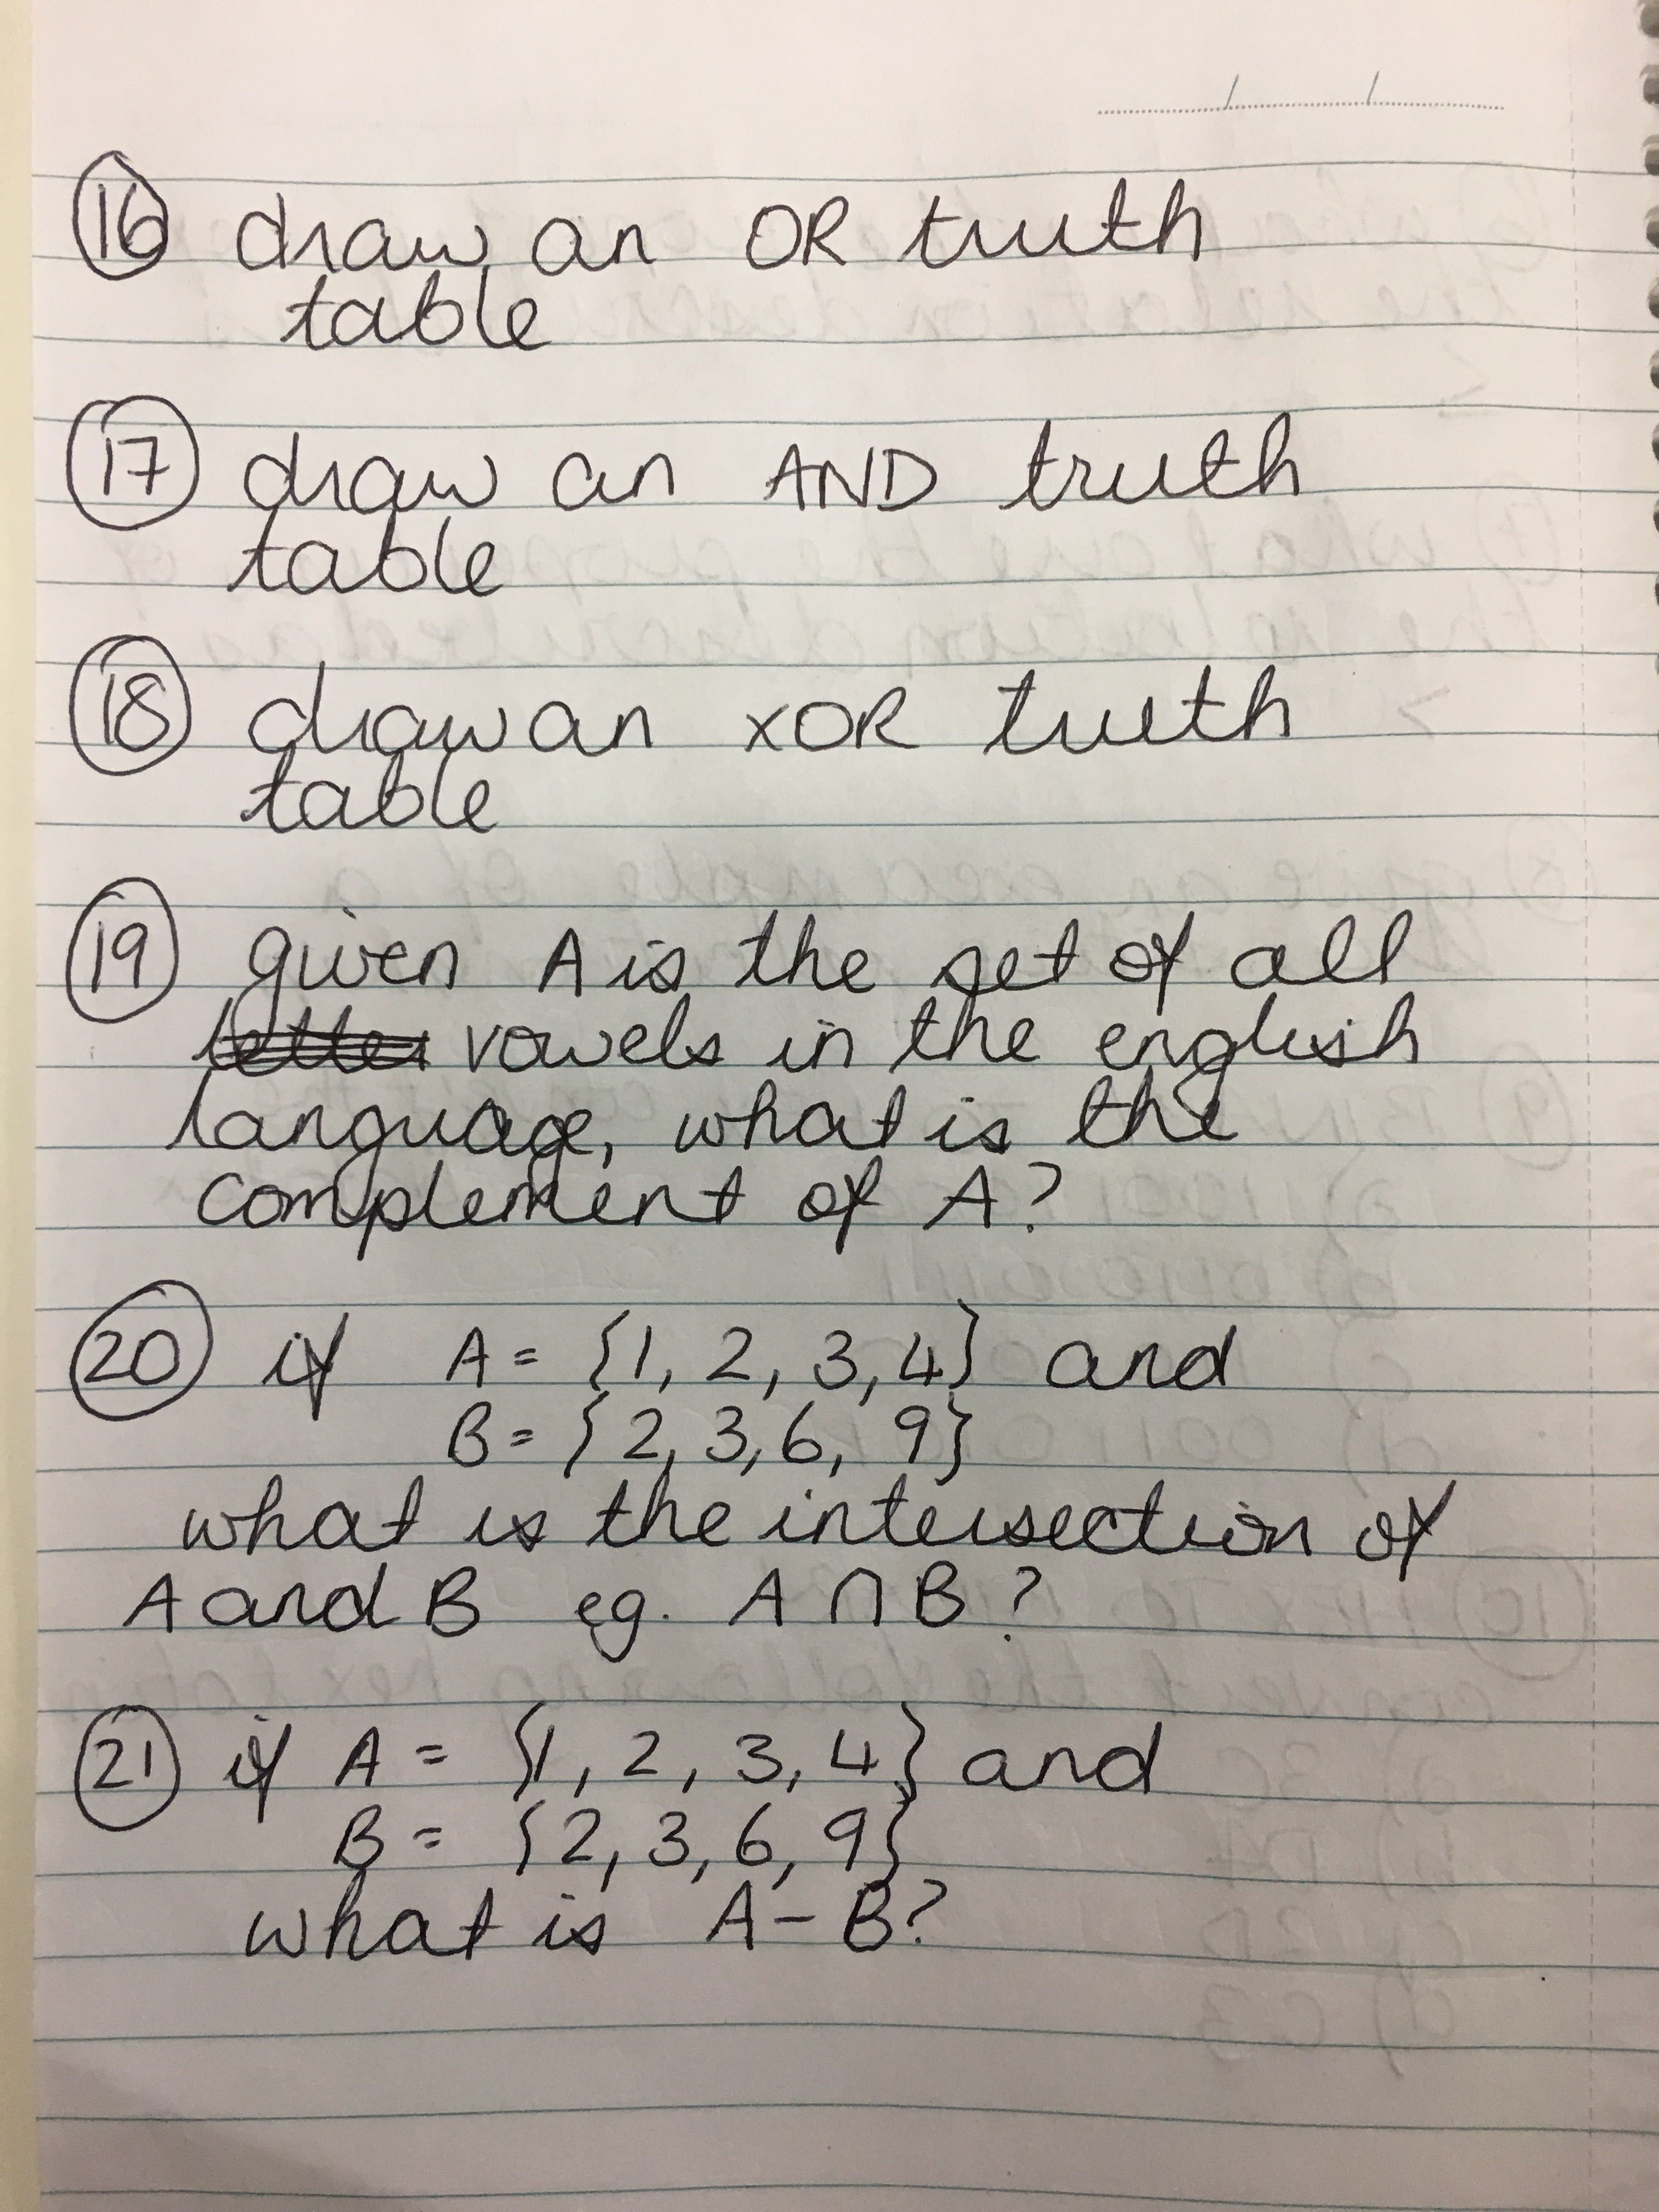 16 draw an OR truth
table
17 draw an AND truth
table
18 draw an XOR truth
table
19 given A is the set of all
letter vowels in the english
language, what is the
complement of A?
20 if A = {1, 2, 3, 4} and
B = {2, 3, 6, 9}
what is the intersection of
A and B eg. A ∩ B ?
21 if A = {1, 2, 3, 4} and
B = {2, 3, 6, 9}
what is A - B?